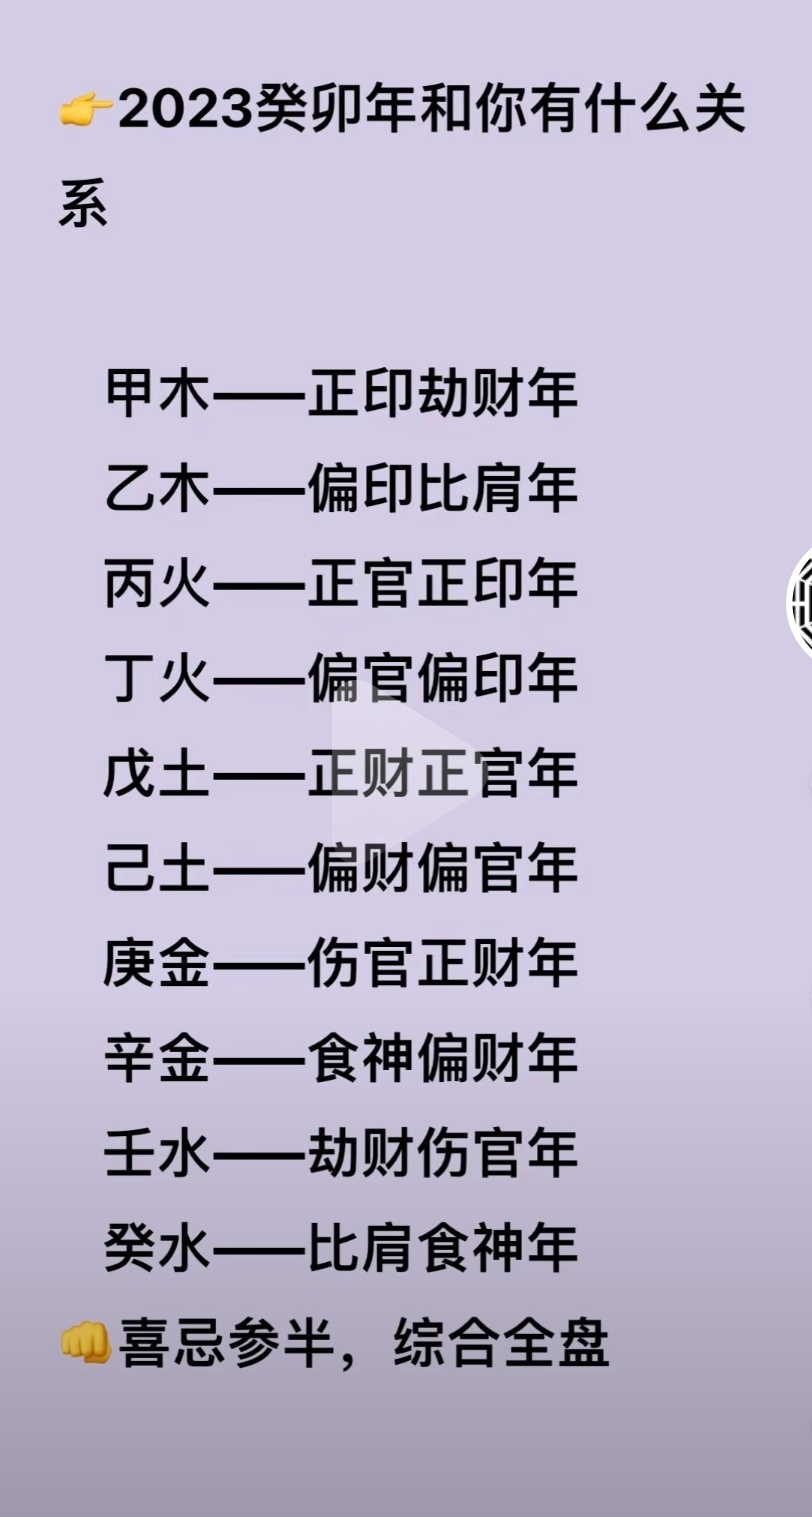 👉2023癸卯年和你有什么关
系
甲木——正印劫财年
乙木——偏印比肩年
丙火——正官正印年
丁火——偏官偏印年
戊土——正财正官年
己土——偏财偏官年
庚金——伤官正财年
辛金——食神偏财年
壬水——劫财伤官年
癸水——比肩食神年
👊喜忌参半，综合全盘